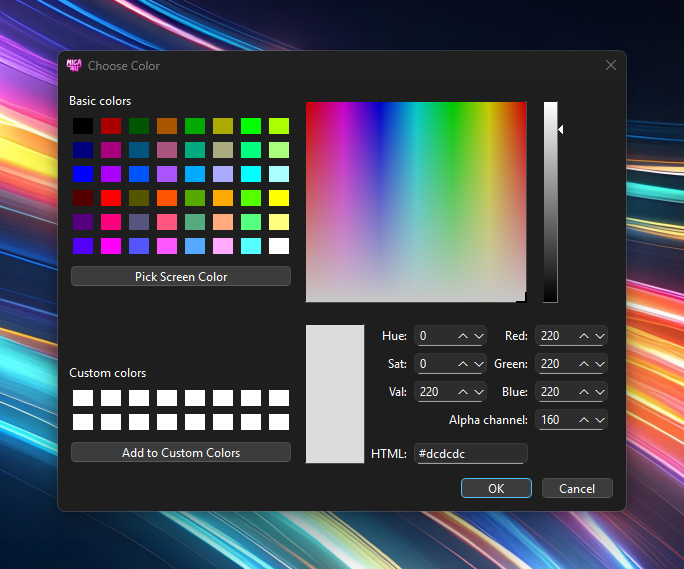 MICA
Choose Color
Basic colors
Pick Screen Color
Custom colors
Add to Custom Colors
Hue: 0
Red: 220
Sat: 0
Green: 220
Val: 220
Blue: 220
Alpha channel: 160
HTML: #dcdcdc
OK
Cancel